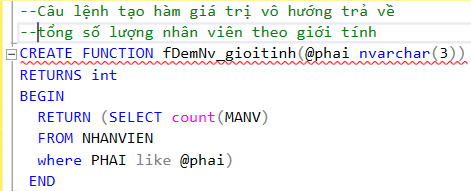 --Câu lệnh tạo hàm giá trị vô hướng trả về
--tổng số lượng nhân viên theo giới tính
CREATE FUNCTION fDemNv_gioitinh(@phai nvarchar(3))
RETURNS int
BEGIN
RETURN (SELECT count(MANV)
FROM NHANVIEN
where PHAI like @phai)
END